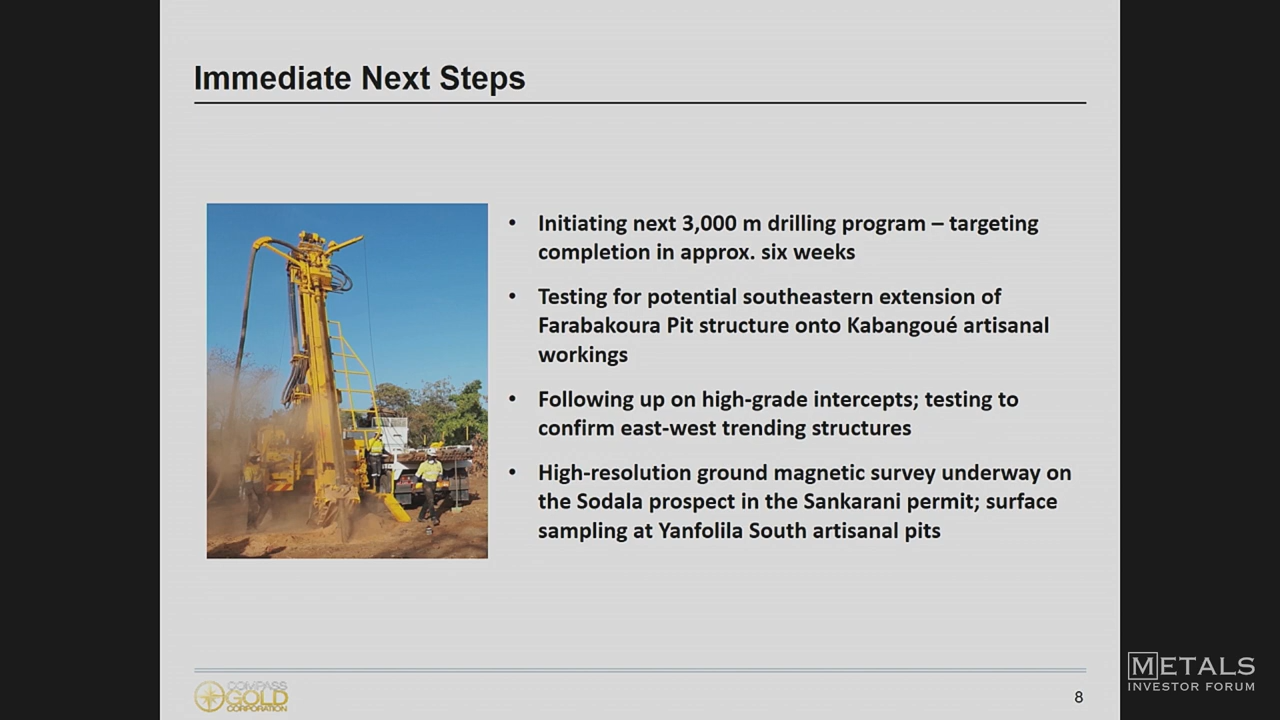 Immediate Next Steps
• Initiating next 3,000 m drilling program – targeting
completion in approx. six weeks
• Testing for potential southeastern extension of
Farabakoura Pit structure onto Kabangoué artisanal
workings
• Following up on high-grade intercepts; testing to
confirm east-west trending structures
• High-resolution ground magnetic survey underway on
the Sodala prospect in the Sankarani permit; surface
sampling at Yanfolila South artisanal pits
COMPASS
GOLD
CORPORATION
8
METALS
INVESTOR FORUM